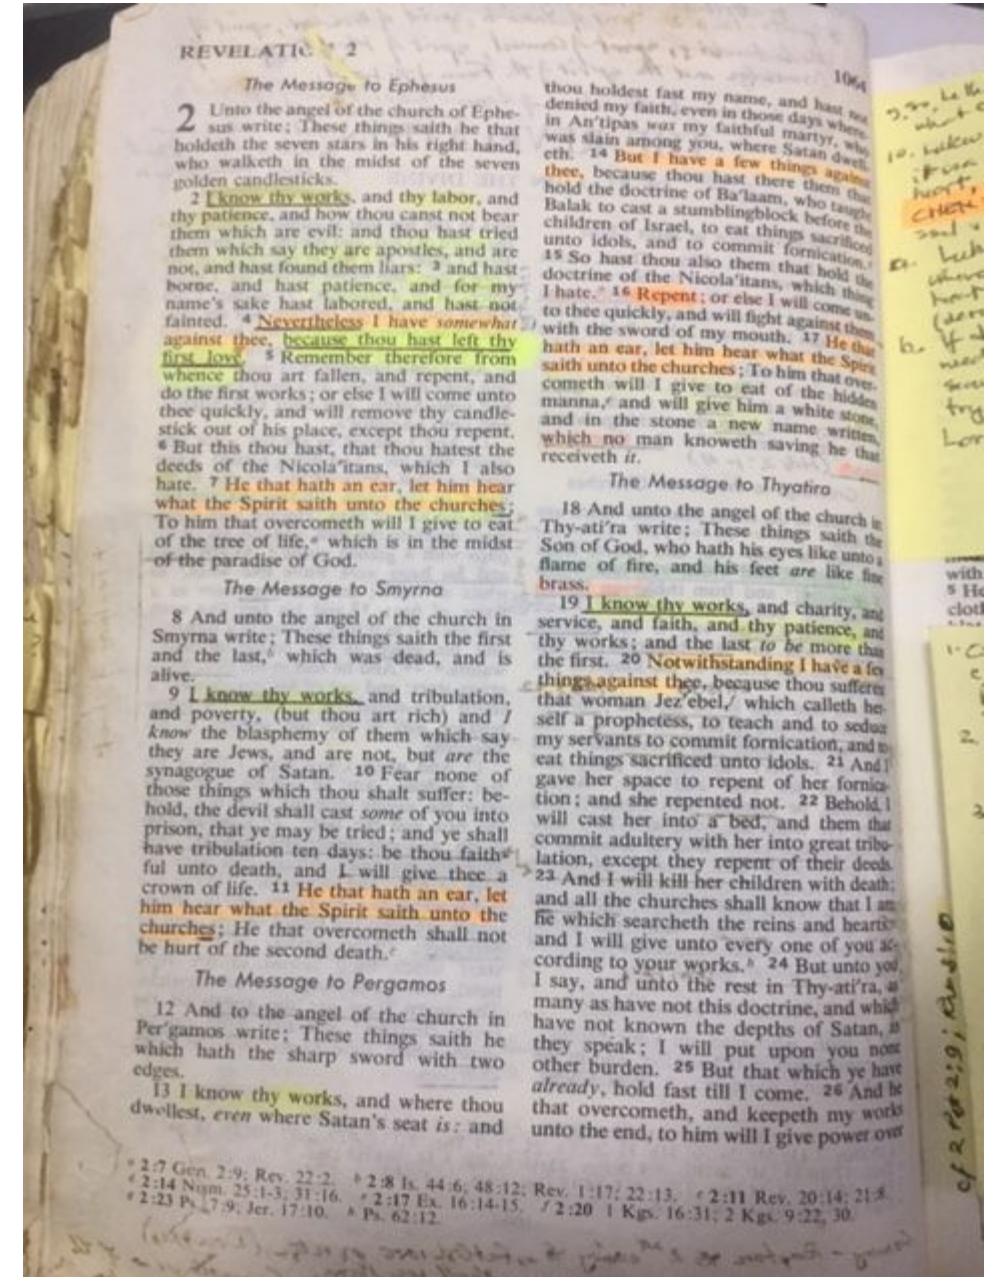 REVELATIO 2
1064
The Message to Ephesus
2 Unto the angel of the church of Ephe-
sus write; These things saith he that
holdeth the seven stars in his right hand,
who walketh in the midst of the seven
golden candlesticks.
2 I know thy works, and thy labor, and
thy patience, and how thou canst not bear
them which are evil: and thou hast tried
them which say they are apostles, and are
not, and hast found them liars: 3 and hast
borne, and hast patience, and for my
name's sake hast labored, and hast not
fainted. 4 Nevertheless I have somewhat
against thee, because thou hast left thy
first love. 5 Remember therefore from
whence thou art fallen, and repent, and
do the first works; or else I will come unto
thee quickly, and will remove thy candle-
stick out of his place, except thou repent.
6 But this thou hast, that thou hatest the
deeds of the Nicola'itans, which I also
hate. 7 He that hath an ear, let him hear
what the Spirit saith unto the churches;
To him that overcometh will I give to eat
of the tree of life,a which is in the midst
of the paradise of God.
The Message to Smyrna
8 And unto the angel of the church in
Smyrna write; These things saith the first
and the last,b which was dead, and is
alive.
9 I know thy works, and tribulation,
and poverty, (but thou art rich) and I
know the blasphemy of them which say
they are Jews, and are not, but are the
synagogue of Satan. 10 Fear none of
those things which thou shalt suffer: be-
hold, the devil shall cast some of you into
prison, that ye may be tried; and ye shall
have tribulation ten days: be thou faith-
ful unto death, and I will give thee a
crown of life. 11 He that hath an ear, let
him hear what the Spirit saith unto the
churches; He that overcometh shall not
be hurt of the second death.c
The Message to Pergamos
12 And to the angel of the church in
Per'gamos write; These things saith he
which hath the sharp sword with two
edges.
13 I know thy works, and where thou
dwellest, even where Satan's seat is: and
thou holdest fast my name, and hast not
denied my faith, even in those days where-
in An'tipas was my faithful martyr, who
was slain among you, where Satan dwell-
eth. 14 But I have a few things against
thee, because thou hast there them that
hold the doctrine of Ba'laam, who taught
Balak to cast a stumblingblock before the
children of Israel, to eat things sacrificed
unto idols, and to commit fornication.d
15 So hast thou also them that hold the
doctrine of the Nicola'itans, which thing
I hate. 16 Repent; or else I will come un-
to thee quickly, and will fight against them
with the sword of my mouth. 17 He that
hath an ear, let him hear what the Spirit
saith unto the churches; To him that over-
cometh will I give to eat of the hidden
manna,e and will give him a white stone,
and in the stone a new name written,
which no man knoweth saving he that
receiveth it.
The Message to Thyatira
18 And unto the angel of the church in
Thy-ati'ra write; These things saith the
Son of God, who hath his eyes like unto a
flame of fire, and his feet are like fine
brass.
19 I know thy works, and charity, and
service, and faith, and thy patience, and
thy works; and the last to be more than
the first. 20 Notwithstanding I have a few
things against thee, because thou sufferest
that woman Jez'ebel,f which calleth her-
self a prophetess, to teach and to seduce
my servants to commit fornication, and to
eat things sacrificed unto idols. 21 And I
gave her space to repent of her fornica-
tion; and she repented not. 22 Behold, I
will cast her into a bed, and them that
commit adultery with her into great tribu-
lation, except they repent of their deeds.
23 And I will kill her children with death;
and all the churches shall know that I am
he which searcheth the reins and hearts:g
and I will give unto every one of you ac-
cording to your works.h 24 But unto you
I say, and unto the rest in Thy-ati'ra, as
many as have not this doctrine, and which
have not known the depths of Satan, as
they speak; I will put upon you none
other burden. 25 But that which ye have
already, hold fast till I come. 26 And he
that overcometh, and keepeth my works
unto the end, to him will I give power over
a 2:7 Gen. 2:9; Rev. 22:2. b 2:8 Is. 44:6; 48:12; Rev. 1:17; 22:13. c 2:11 Rev. 20:14; 21:8.
d 2:14 Num. 25:1-3; 31:16. e 2:17 Ex. 16:14-15. f 2:20 1 Kgs. 16:31; 2 Kgs. 9:22, 30.
g 2:23 Ps. 7:9; Jer. 17:10. h Ps. 62:12.
with
5 He
cloth